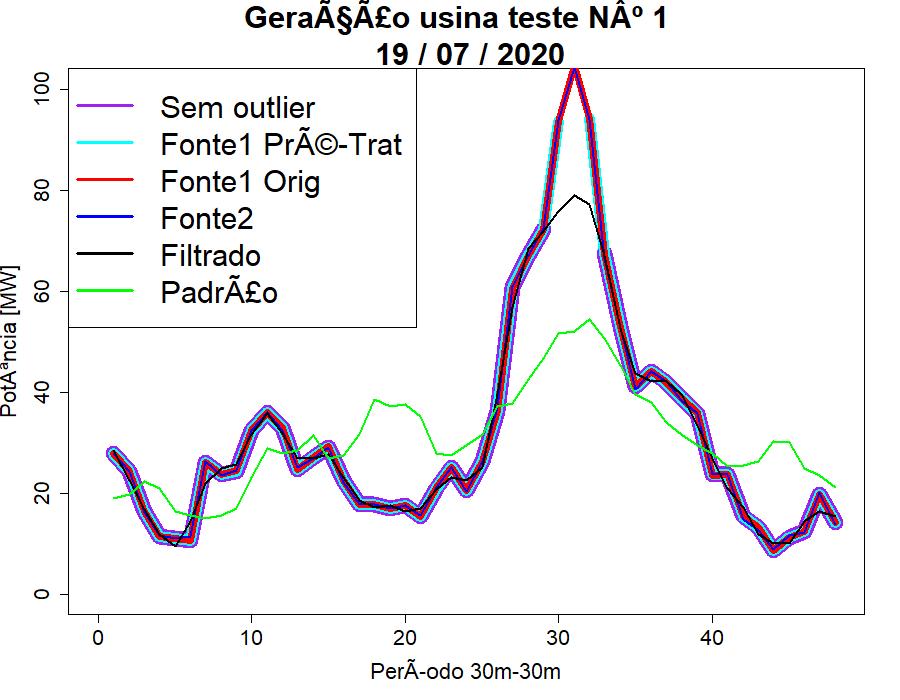 GeraÃ§Ã£o usina teste NÂº 1
19 / 07 / 2020
Sem outlier
Fonte1 PrÃ©-Trat
Fonte1 Orig
Fonte2
Filtrado
PadrÃ£o
PotÃªncia [MW]
100
80
60
40
20
0
0 10 20 30 40
PerÃ-odo 30m-30m